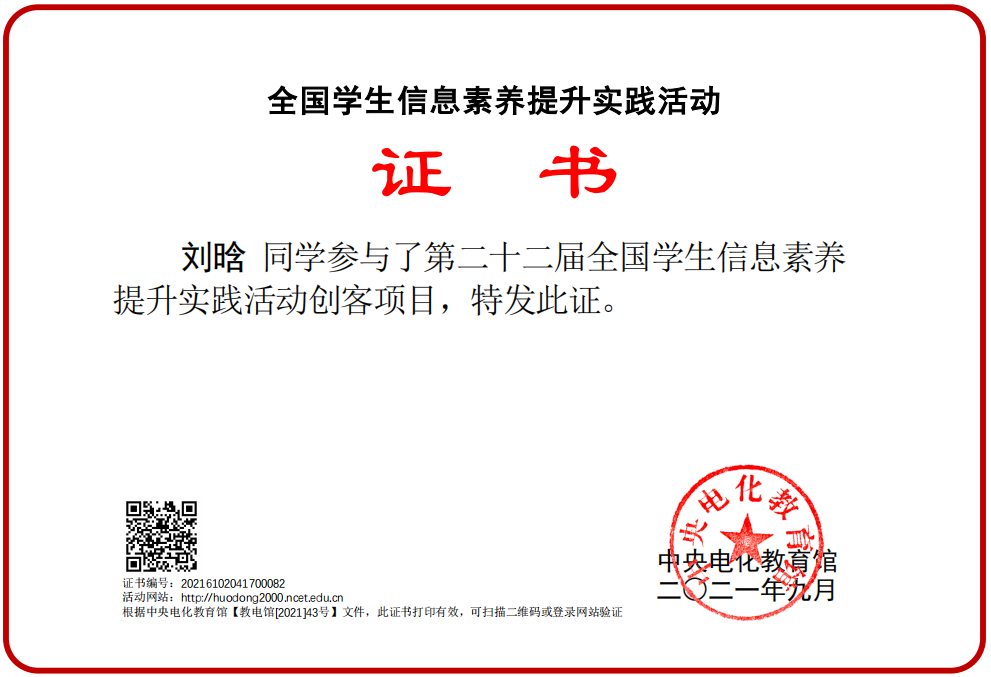 全国学生信息素养提升实践活动
证 书
刘晗 同学参与了第二十二届全国学生信息素养
提升实践活动创客项目，特发此证。
中央电化教育馆
中央电化教育馆
二〇二一年九月
证书编号：20216102041700082
活动网站：http://huodong2000.ncet.edu.cn
根据中央电化教育馆【教电馆[2021]43号】文件，此证书打印有效，可扫描二维码或登录网站验证